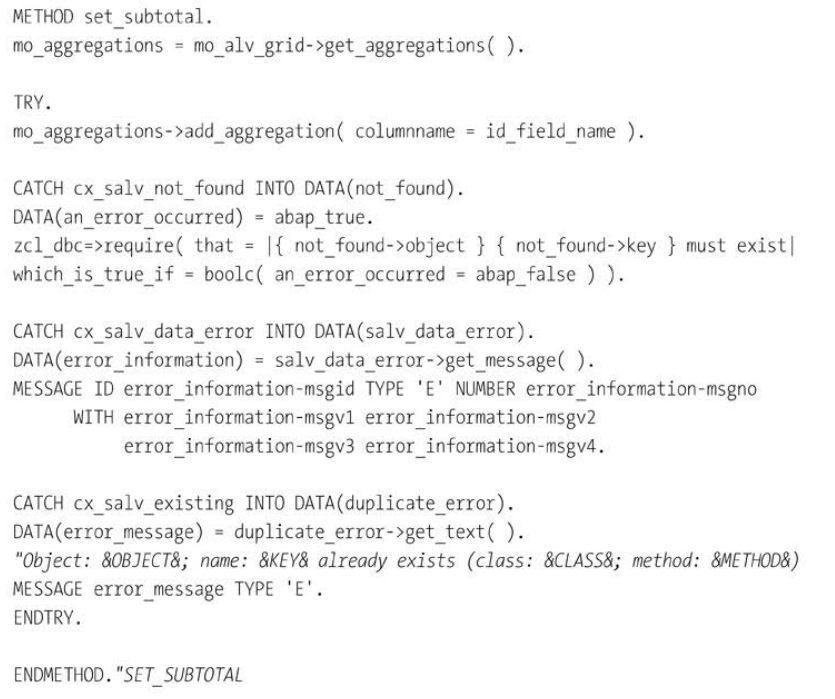 METHOD set_subtotal.
mo_aggregations = mo_alv_grid->get_aggregations( ).
TRY.
mo_aggregations->add_aggregation( columnname = id_field_name ).
CATCH cx_salv_not_found INTO DATA(not_found).
DATA(an_error_occurred) = abap_true.
zcl_dbc=>require( that = |{ not_found->object } { not_found->key } must exist|
which_is_true_if = boolc( an_error_occurred = abap_false ) ).
CATCH cx_salv_data_error INTO DATA(salv_data_error).
DATA(error_information) = salv_data_error->get_message( ).
MESSAGE ID error_information-msgid TYPE 'E' NUMBER error_information-msgno
WITH error_information-msgv1 error_information-msgv2
error_information-msgv3 error_information-msgv4.
CATCH cx_salv_existing INTO DATA(duplicate_error).
DATA(error_message) = duplicate_error->get_text( ).
"Object: &OBJECT&; name: &KEY& already exists (class: &CLASS&; method: &METHOD&)
MESSAGE error_message TYPE 'E'.
ENDTRY.
ENDMETHOD."SET_SUBTOTAL